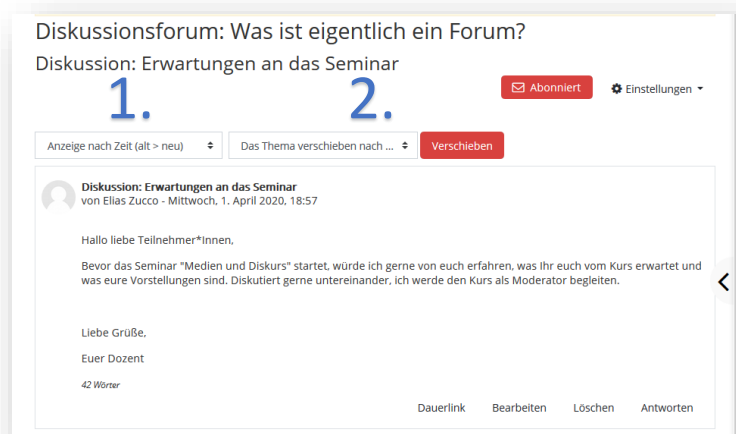 Diskussionsforum: Was ist eigentlich ein Forum?
Diskussion: Erwartungen an das Seminar
1.
2.
Abonniert
Einstellungen
Anzeige nach Zeit (alt > neu)
Das Thema verschieben nach ...
Verschieben
Diskussion: Erwartungen an das Seminar
von Elias Zucco - Mittwoch, 1. April 2020, 18:57
Hallo liebe Teilnehmer*Innen,
Bevor das Seminar "Medien und Diskurs" startet, würde ich gerne von euch erfahren, was Ihr euch vom Kurs erwartet und
was eure Vorstellungen sind. Diskutiert gerne untereinander, ich werde den Kurs als Moderator begleiten.
Liebe Grüße,
Euer Dozent
42 Wörter
Dauerlink Bearbeiten Löschen Antworten